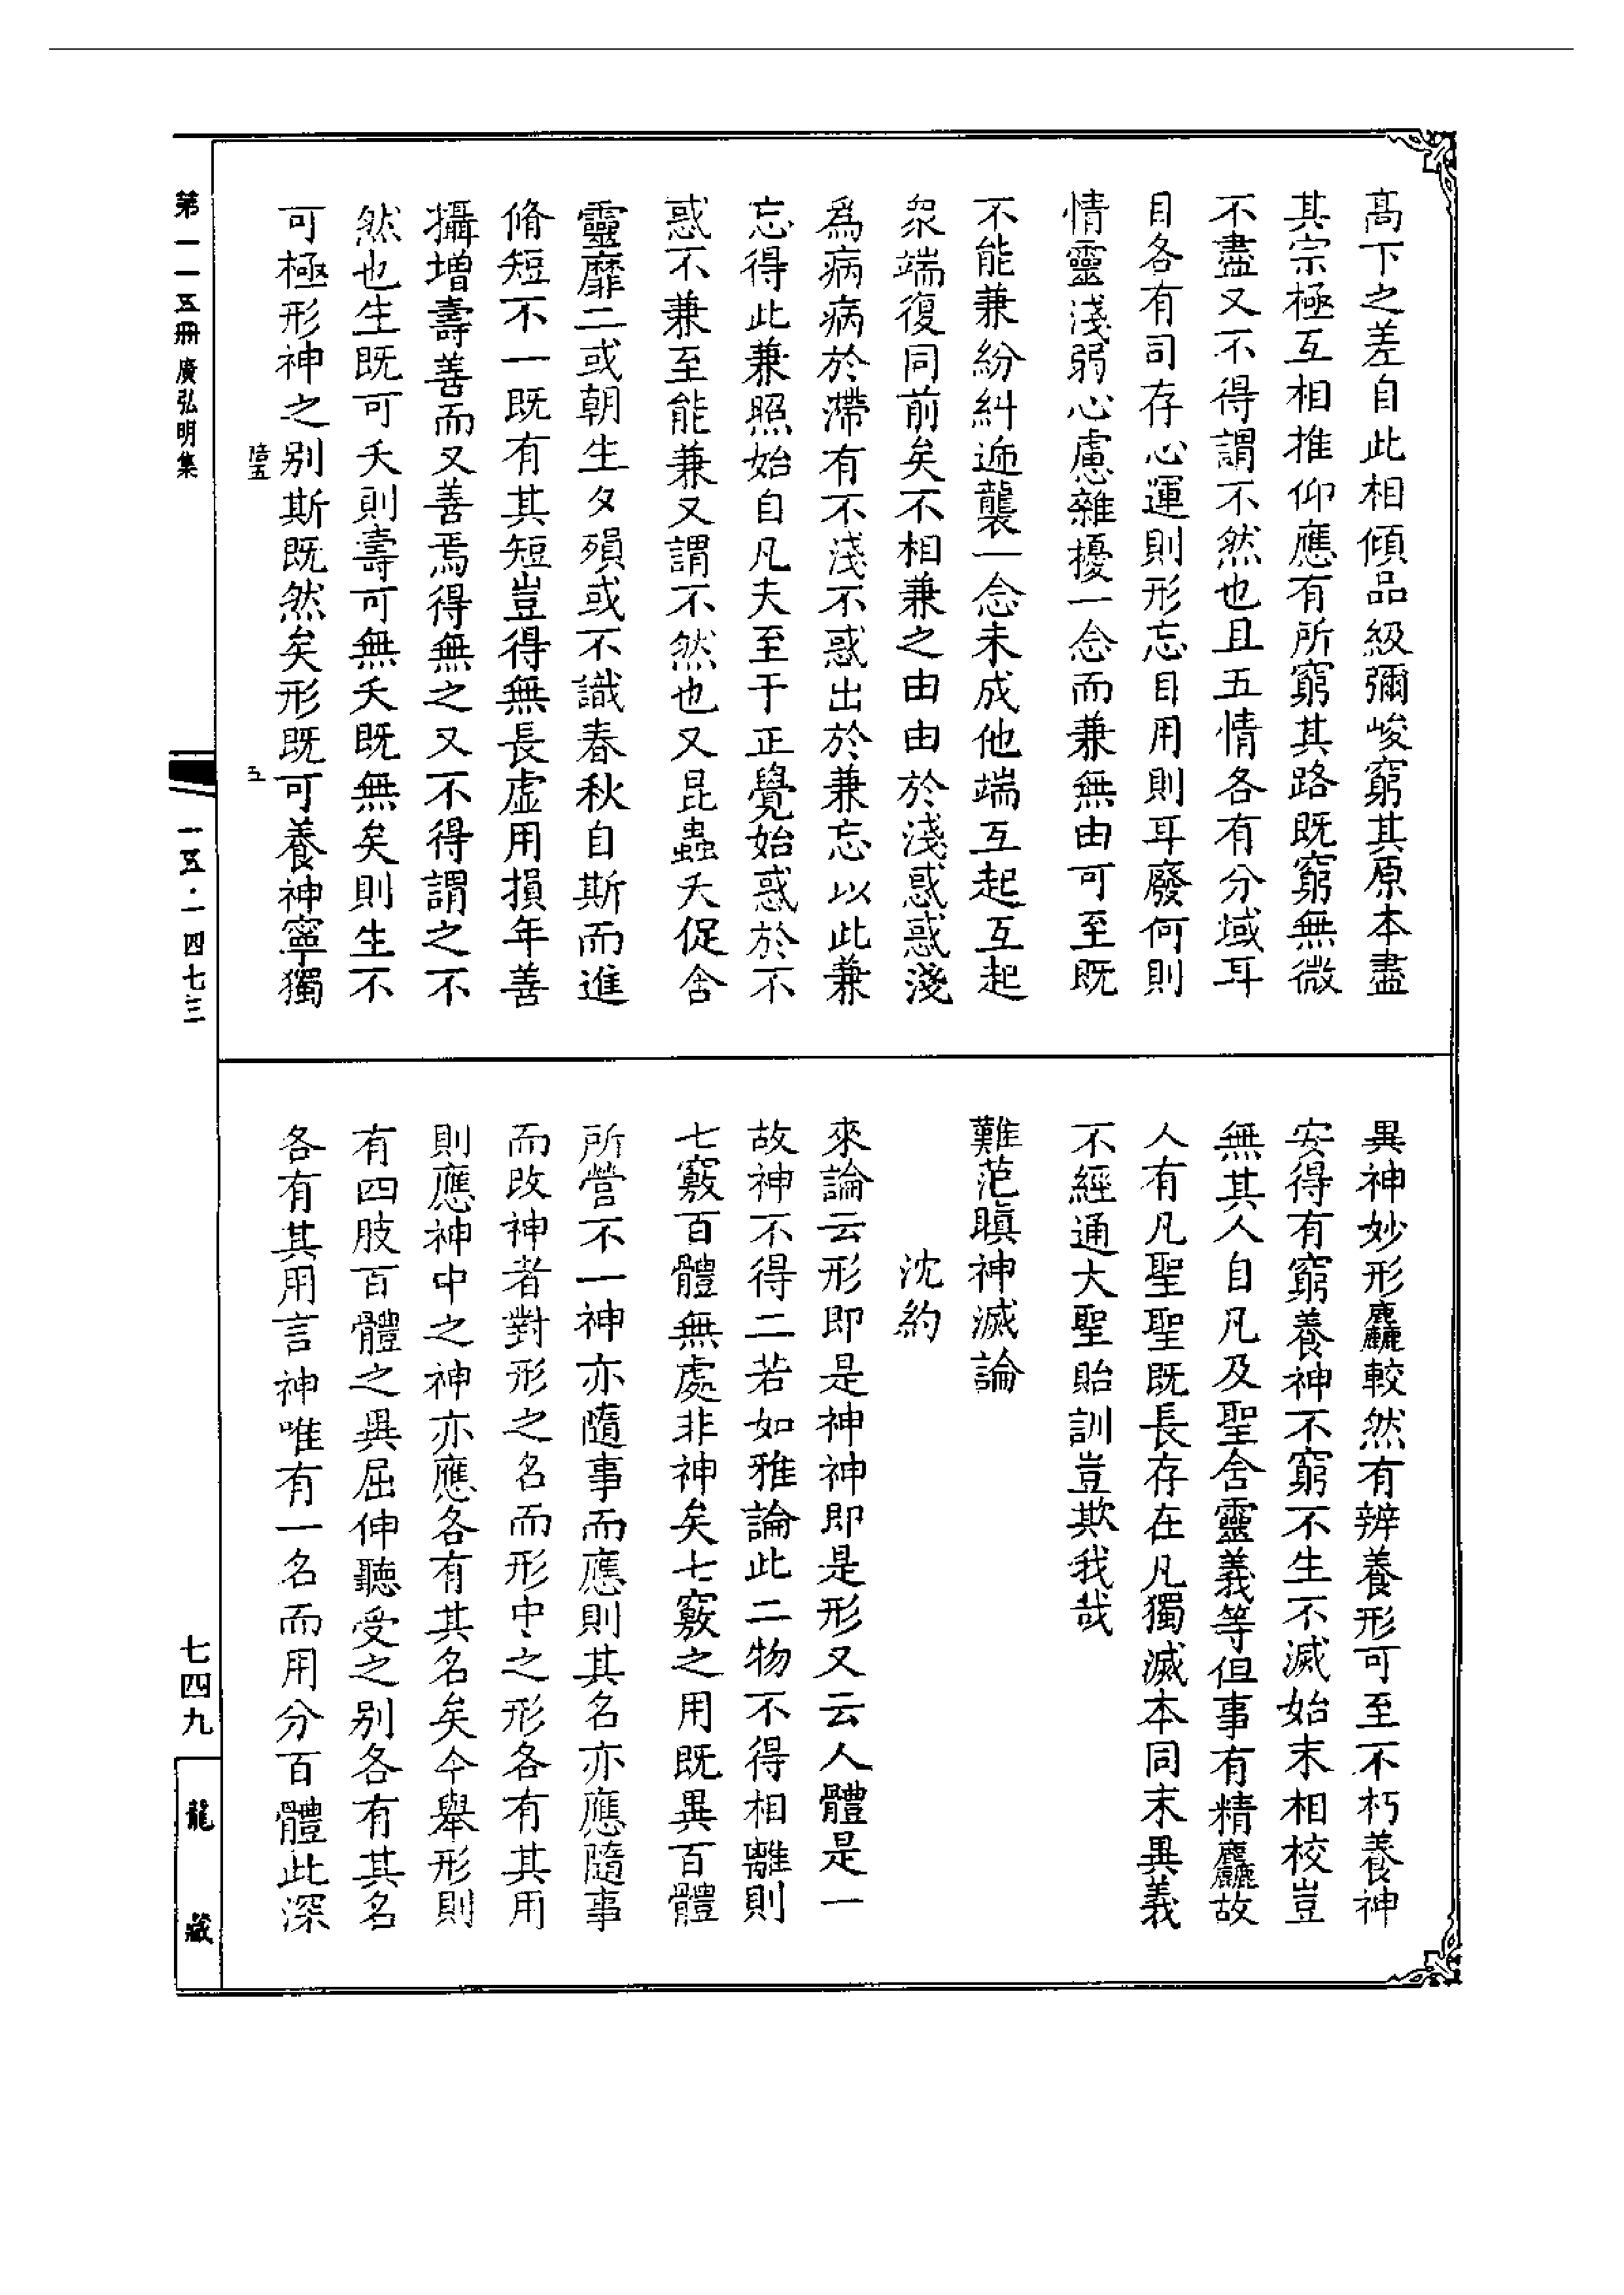 高下之差自此相傾品級彌峻窮其原本盡
其宗極互相推仰應有所窮其路既窮無微
不盡又不得謂不然也且五情各有分域耳
目各有司存心運則形忘目用則耳廢何則
情靈淺弱心慮雜擾一念而兼無由可至既
不能兼紛糾逓襲一念未成他端互起互起
衆端復同前矣不相兼之由由於淺惑惑淺
爲病病於滯有不淺不惑出於兼忘以此兼
忘得此兼照始自凡夫至于正覺始惑於不
惑不兼至能兼又謂不然也又昆蟲夭促含
靈靡二或朝生夕殞或不識春秋自斯而進
脩短不一既有其短豈得無長虛用損年善
攝增壽善而又善焉得無之又不得謂之不
然也生既可夭則壽可無夭既無矣則生不
可極形神之別斯既然矣形既可養神寧獨
異神妙形麤較然有辨養形可至不朽養神
安得有窮養神不窮不生不滅始末相校豈
無其人自凡及聖含靈義等但事有精麤故
人有凡聖聖既長存在凡獨滅本同末異義
不經通大聖貽訓豈欺我哉
難范瞋神滅論
沈約
來論云形即是神神即是形又云人體是一
故神不得二若如雅論此二物不得相離則
七竅百體無處非神矣七竅之用既異百體
所營不一神亦隨事而應則其名亦應隨事
而改神者對形之名而形中之形各有其用
則應神中之神亦應各有其名矣今舉形則
有四肢百體之異屈伸聽受之別各有其名
各有其用言神唯有一名而用分百體此深
陪五
五
第一一五冊 廣弘明集
一五·一四七三
七四九
龍藏